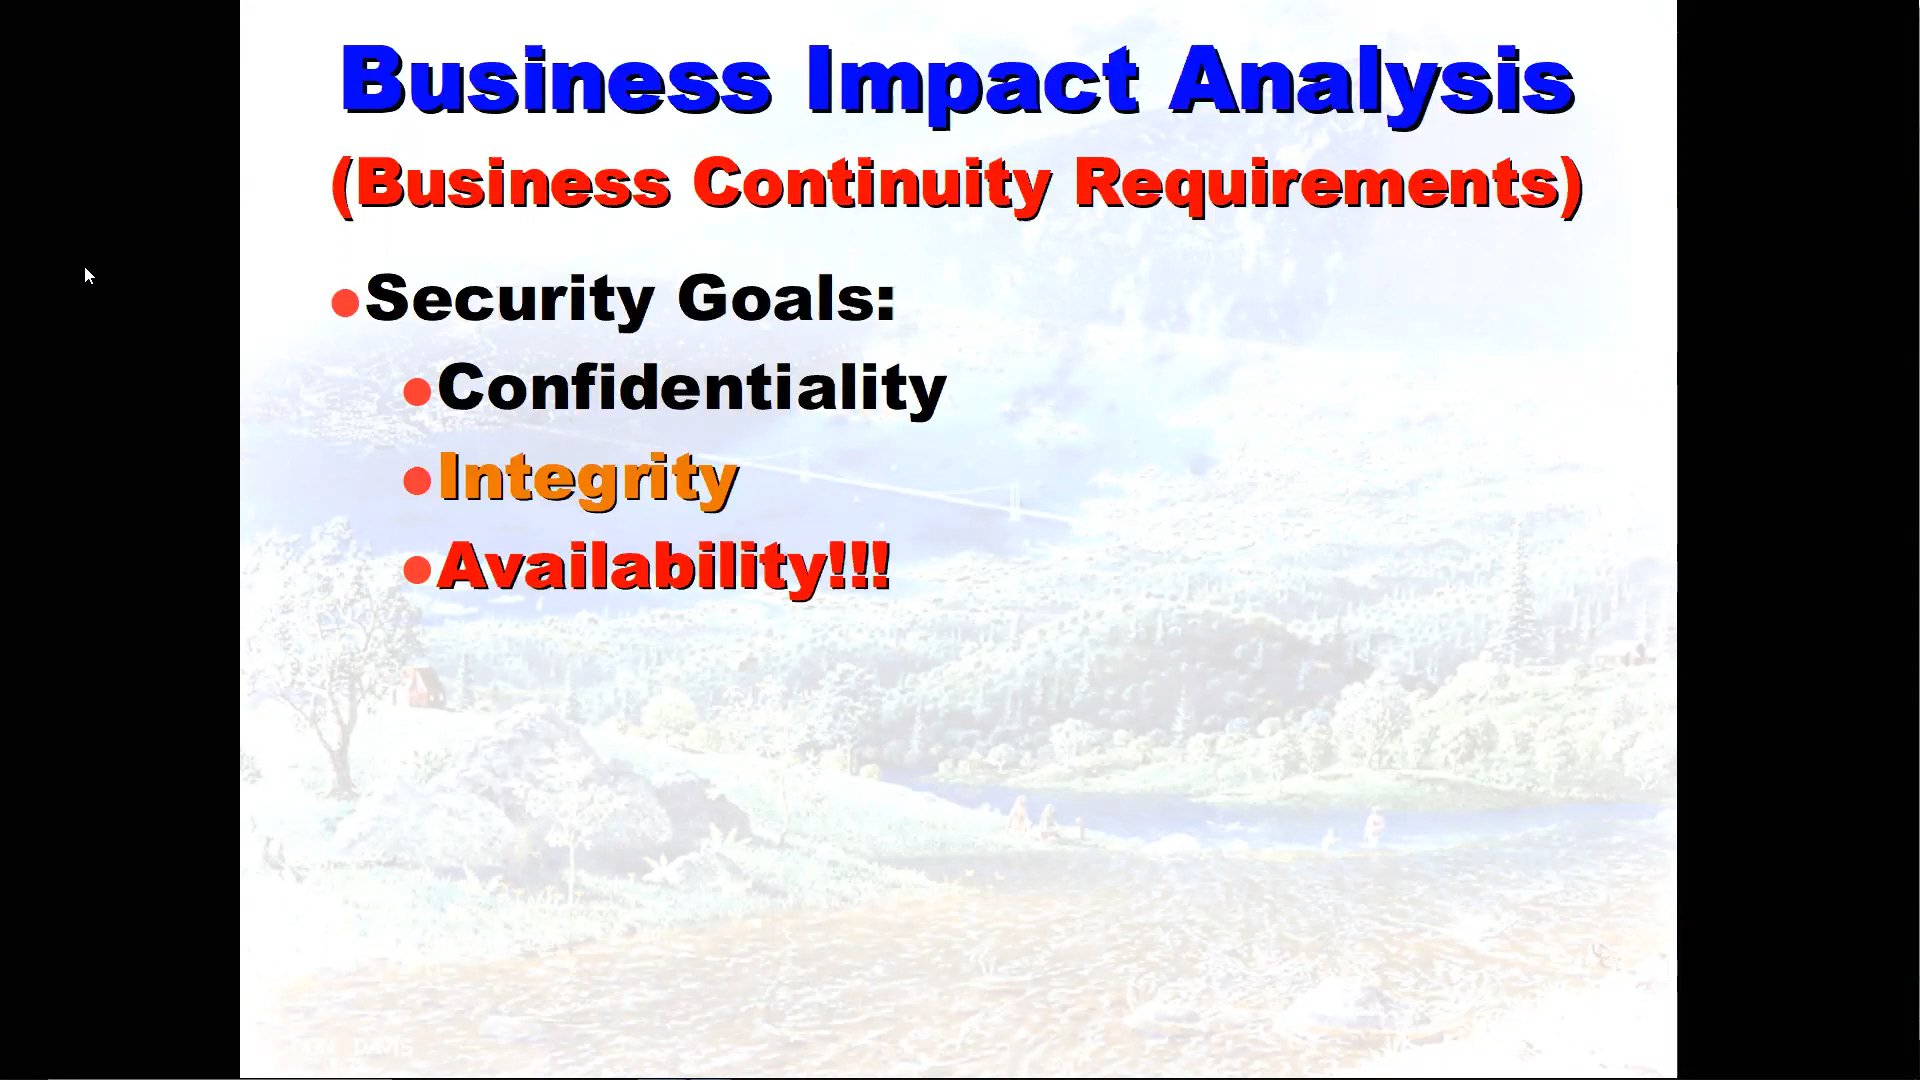 Business Impact Analysis
(Business Continuity Requirements)
Security Goals:
Confidentiality
Integrity
Availability!!!